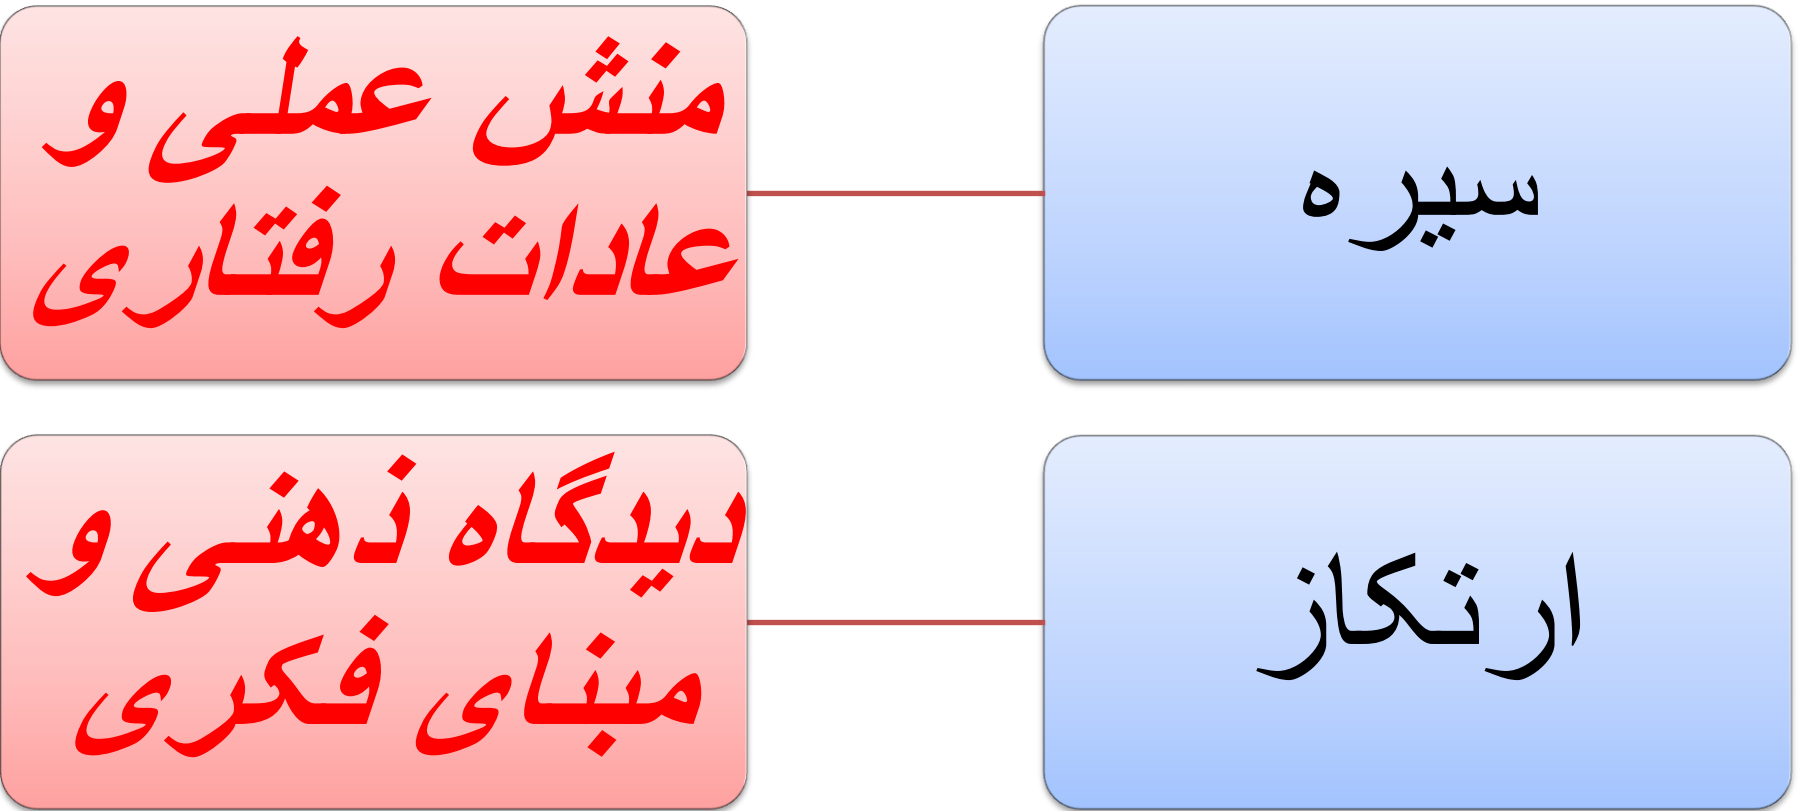 سیره
منش عملی و
عادات رفتاری
ارتکاز
دیدگاه ذهنی و
مبنای فکری